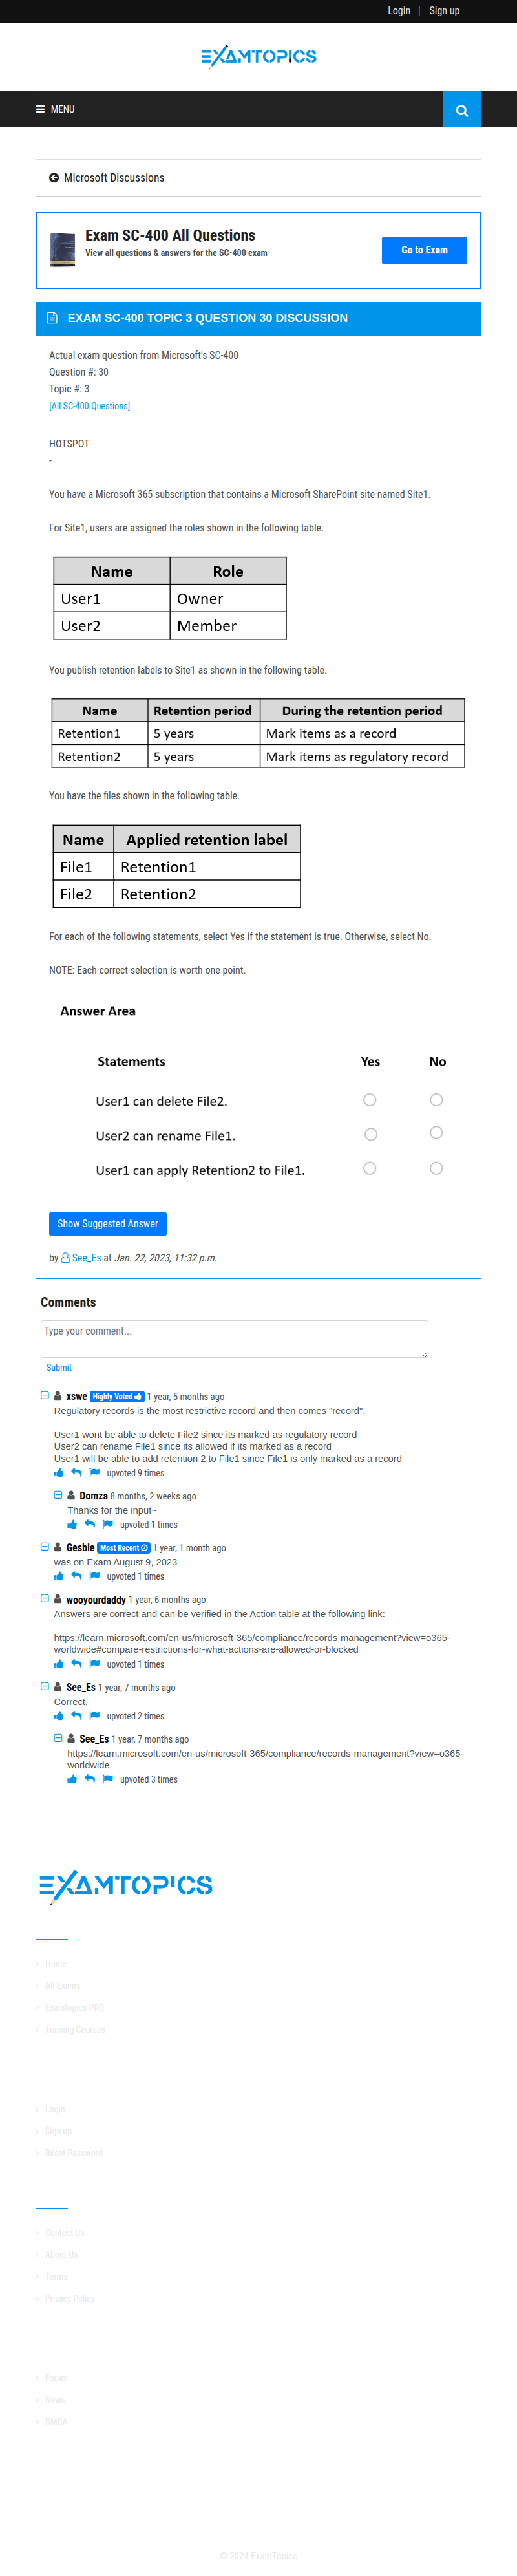 Login | Sign up
EXAMTOPICS
MENU
Microsoft Discussions
Exam SC-400 All Questions
View all questions & answers for the SC-400 exam
Go to Exam
EXAM SC-400 TOPIC 3 QUESTION 30 DISCUSSION
Actual exam question from Microsoft's SC-400
Question #: 30
Topic #: 3
[All SC-400 Questions]
HOTSPOT
-
You have a Microsoft 365 subscription that contains a Microsoft SharePoint site named Site1.
For Site1, users are assigned the roles shown in the following table.
Name Role
User1 Owner
User2 Member
You publish retention labels to Site1 as shown in the following table.
Name Retention period During the retention period
Retention1 5 years Mark items as a record
Retention2 5 years Mark items as regulatory record
You have the files shown in the following table.
Name Applied retention label
File1 Retention1
File2 Retention2
For each of the following statements, select Yes if the statement is true. Otherwise, select No.
NOTE: Each correct selection is worth one point.
Answer Area
Statements Yes No
User1 can delete File2.
User2 can rename File1.
User1 can apply Retention2 to File1.
Show Suggested Answer
by See_Es at Jan. 22, 2023, 11:32 p.m.
Comments
Type your comment...
Submit
xswe Highly Voted 1 year, 5 months ago
Regulatory records is the most restrictive record and then comes "record".
User1 wont be able to delete File2 since its marked as regulatory record
User2 can rename File1 since its allowed if its marked as a record
User1 will be able to add retention 2 to File1 since File1 is only marked as a record
upvoted 9 times
Domza 8 months, 2 weeks ago
Thanks for the input~
upvoted 1 times
Gesbie Most Recent 1 year, 1 month ago
was on Exam August 9, 2023
upvoted 1 times
wooyourdaddy 1 year, 6 months ago
Answers are correct and can be verified in the Action table at the following link:
https://learn.microsoft.com/en-us/microsoft-365/compliance/records-management?view=o365-
worldwide#compare-restrictions-for-what-actions-are-allowed-or-blocked
upvoted 1 times
See_Es 1 year, 7 months ago
Correct.
upvoted 2 times
See_Es 1 year, 7 months ago
https://learn.microsoft.com/en-us/microsoft-365/compliance/records-management?view=o365-
worldwide
upvoted 3 times
EXAMTOPICS
Home
All Exams
Examtopics PRO
Training Courses
Login
Sign up
Reset Password
Contact Us
About Us
Terms
Privacy Policy
Forum
News
DMCA
© 2024 ExamTopics